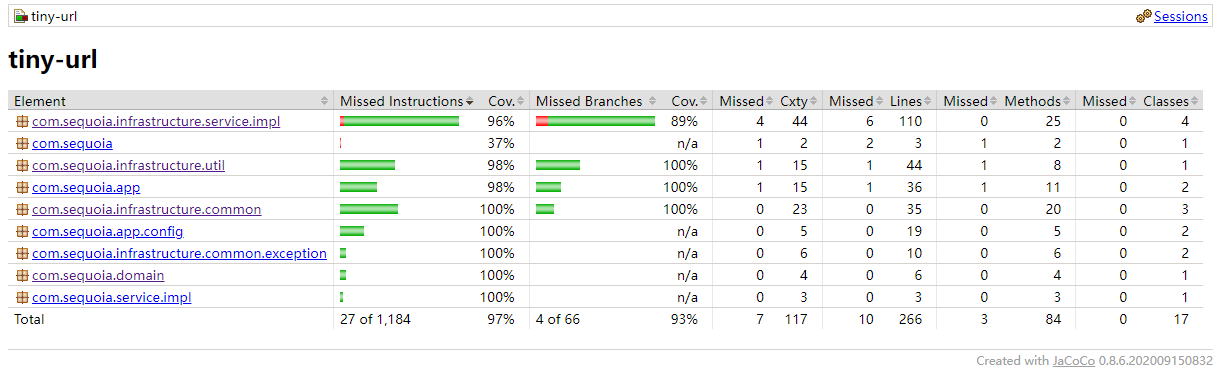 tiny-url Sessions
tiny-url
Element Missed Instructions Cov. Missed Branches Cov. Missed Cxty Missed Lines Missed Methods Missed Classes
com.sequoia.infrastructure.service.impl 96% 89% 4 44 6 110 0 25 0 4
com.sequoia 37% n/a 1 2 2 3 1 2 0 1
com.sequoia.infrastructure.util 98% 100% 1 15 1 44 1 8 0 1
com.sequoia.app 98% 100% 1 15 1 36 1 11 0 2
com.sequoia.infrastructure.common 100% 100% 0 23 0 35 0 20 0 3
com.sequoia.app.config 100% n/a 0 5 0 19 0 5 0 2
com.sequoia.infrastructure.common.exception 100% n/a 0 6 0 10 0 6 0 2
com.sequoia.domain 100% n/a 0 4 0 6 0 4 0 1
com.sequoia.service.impl 100% n/a 0 3 0 3 0 3 0 1
Total 27 of 1,184 97% 4 of 66 93% 7 117 10 266 3 84 0 17
Created with JaCoCo 0.8.6.202009150832